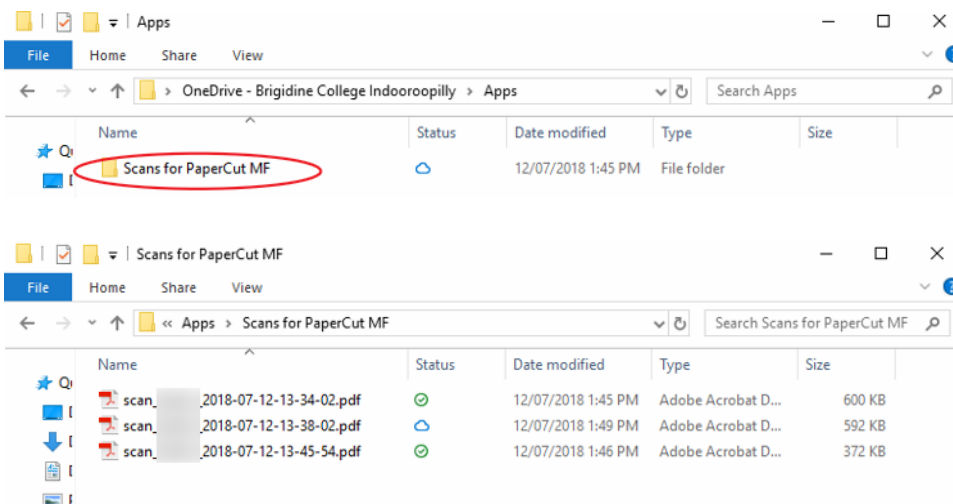 Apps
File Home Share View
OneDrive - Brigidine College Indooroopilly > Apps Search Apps
Name Status Date modified Type Size
Scans for PaperCut MF 12/07/2018 1:45 PM File folder
Scans for PaperCut MF
File Home Share View
« Apps > Scans for PaperCut MF Search Scans for PaperCut MF
Name Status Date modified Type Size
scan_ _2018-07-12-13-34-02.pdf 12/07/2018 1:45 PM Adobe Acrobat D... 600 KB
scan_ _2018-07-12-13-38-02.pdf 12/07/2018 1:49 PM Adobe Acrobat D... 592 KB
scan_ _2018-07-12-13-45-54.pdf 12/07/2018 1:46 PM Adobe Acrobat D... 372 KB